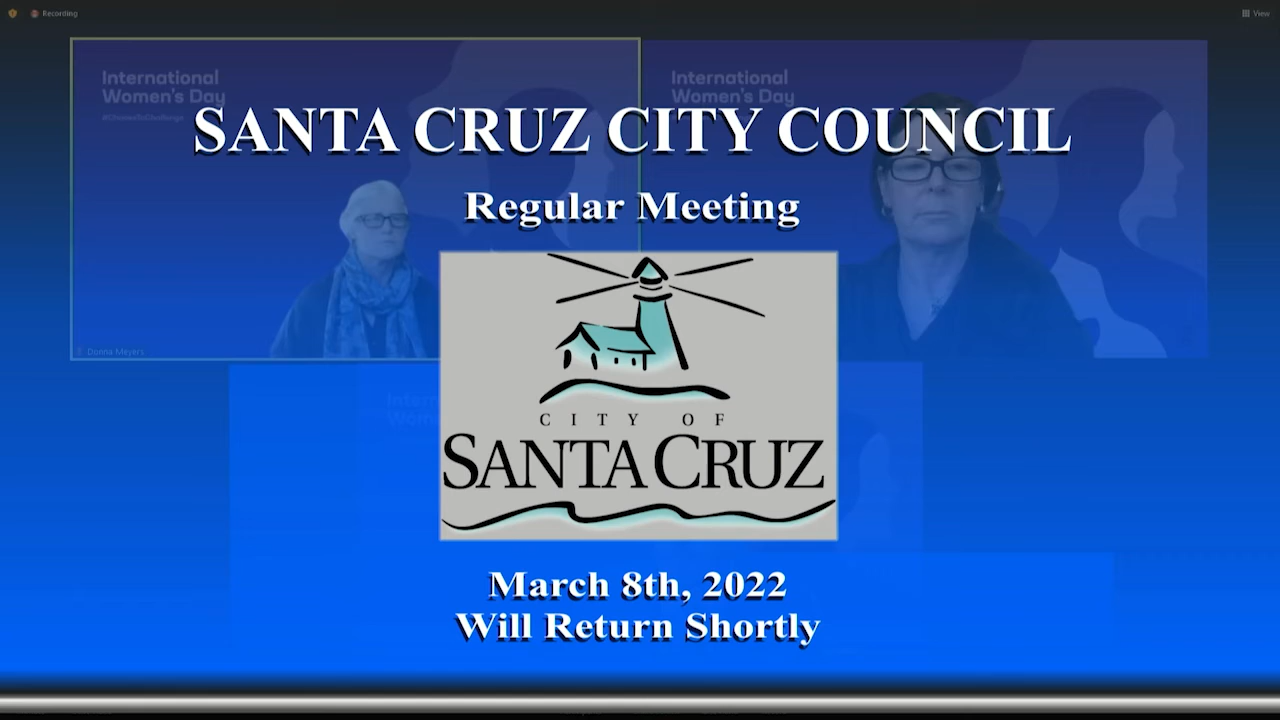 Recording
View
International
Women's Day
#ChooseToChallenge
International
Women's Day
SANTA CRUZ CITY COUNCIL
Regular Meeting
Donna Meyers
CITY OF
SANTA CRUZ
March 8th, 2022
Will Return Shortly